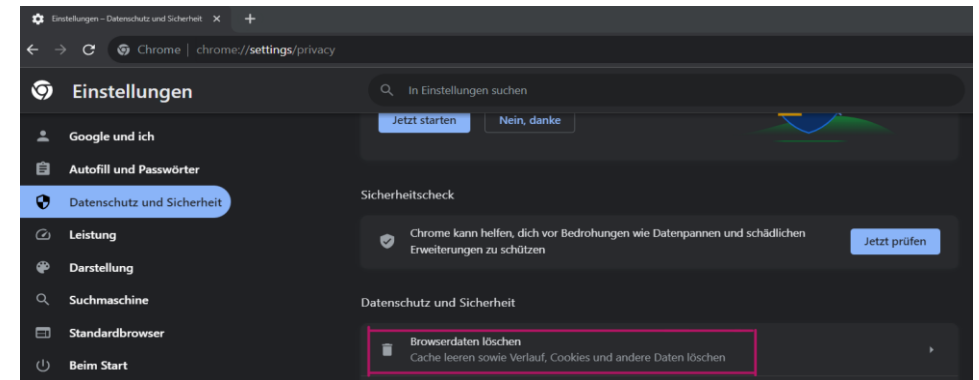 Einstellungen – Datenschutz und Sicherheit
Chrome | chrome://settings/privacy
Einstellungen
In Einstellungen suchen
Jetzt starten
Nein, danke
Google und ich
Autofill und Passwörter
Datenschutz und Sicherheit
Leistung
Darstellung
Suchmaschine
Standardbrowser
Beim Start
Sicherheitscheck
Chrome kann helfen, dich vor Bedrohungen wie Datenpannen und schädlichen
Erweiterungen zu schützen
Jetzt prüfen
Datenschutz und Sicherheit
Browserdaten löschen
Cache leeren sowie Verlauf, Cookies und andere Daten löschen